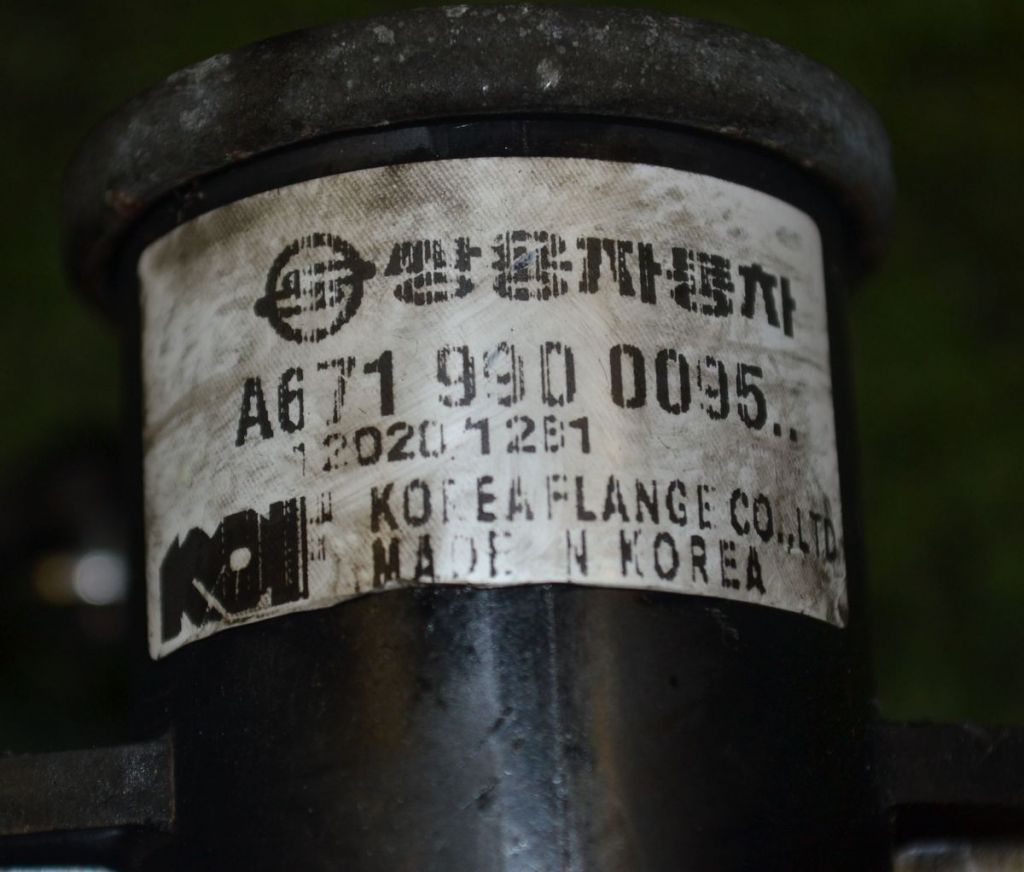 쌍용자동차
A671 990 0095..
12020 12B1
KOREA FLANGE CO.,LTD
MADE IN KOREA